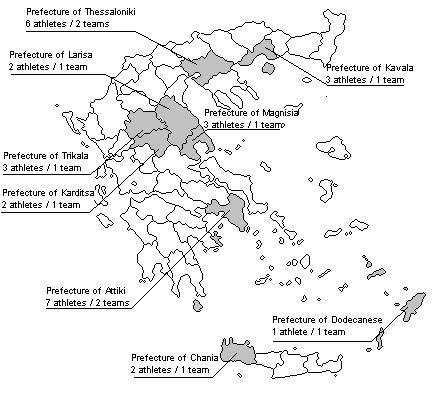 Prefecture of Thessaloniki
6 athletes / 2 teams
Prefecture of Larisa
2 athletes / 1 team
Prefecture of Kavala
3 athletes / 1 team
Prefecture of Magnisia
3 athletes / 1 team
Prefecture of Trikala
3 athletes / 1 team
Prefecture of Karditsa
2 athletes / 1 team
Prefecture of Attiki
7 athletes / 2 teams
Prefecture of Dodecanese
1 athlete / 1 team
Prefecture of Chania
2 athletes / 1 team